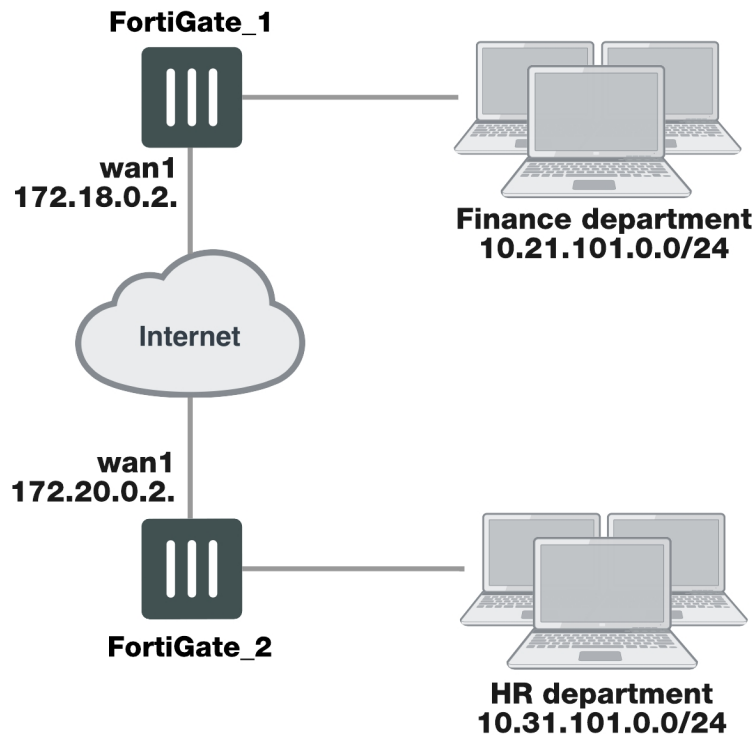 FortiGate_1
wan1
172.18.0.2.
Finance department
10.21.101.0.0/24
Internet
wan1
172.20.0.2.
FortiGate_2
HR department
10.31.101.0.0/24